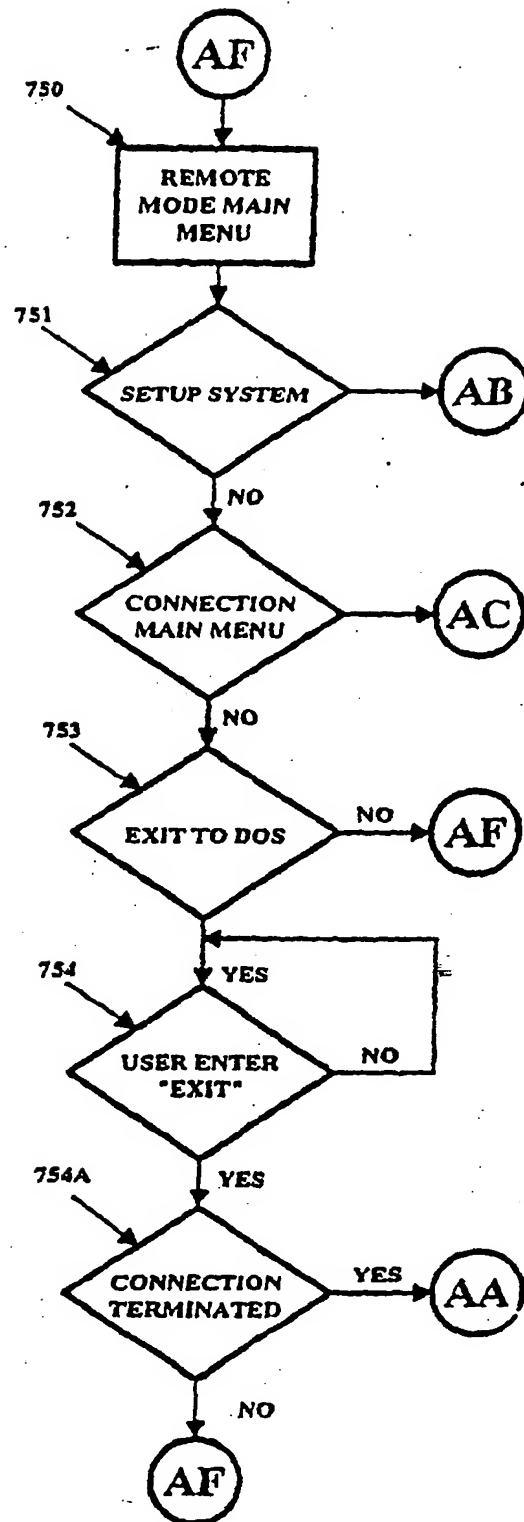 AF
750
REMOTE
MODE MAIN
MENU
751
SETUP SYSTEM
AB
NO
752
CONNECTION
MAIN MENU
AC
NO
753
EXIT TO DOS
NO
AF
YES
754
USER ENTER
"EXIT"
NO
YES
754A
CONNECTION
TERMINATED
YES
AA
NO
AF